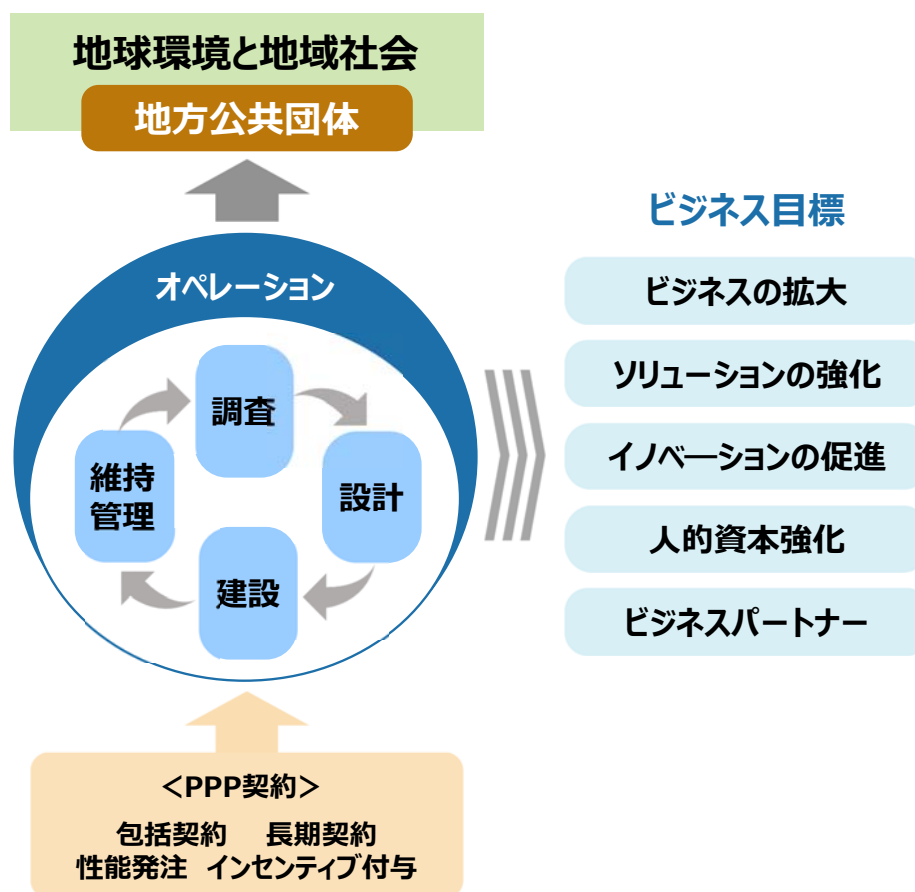 地球環境と地域社会
地方公共団体
オペレーション
調査
設計
建設
維持
管理
ビジネス目標
ビジネスの拡大
ソリューションの強化
イノベーションの促進
人的資本強化
ビジネスパートナー
＜PPP契約＞
包括契約　長期契約
性能発注 インセンティブ付与